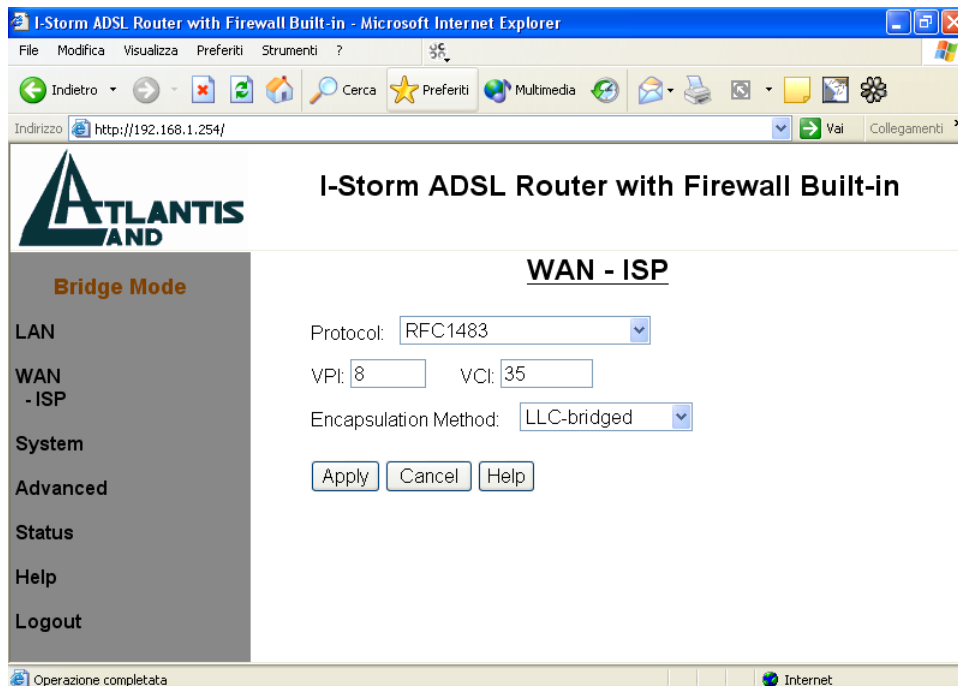 I-Storm ADSL Router with Firewall Built-in - Microsoft Internet Explorer
File Modifica Visualizza Preferiti Strumenti ?
Indietro Cerca Preferiti Multimedia
Indirizzo http://192.168.1.254/ Vai Collegamenti
ATLANTIS
LAND
I-Storm ADSL Router with Firewall Built-in
Bridge Mode
LAN
WAN
- ISP
System
Advanced
Status
Help
Logout
WAN - ISP
Protocol: RFC1483
VPI: 8 VCI: 35
Encapsulation Method: LLC-bridged
Apply Cancel Help
Operazione completata Internet